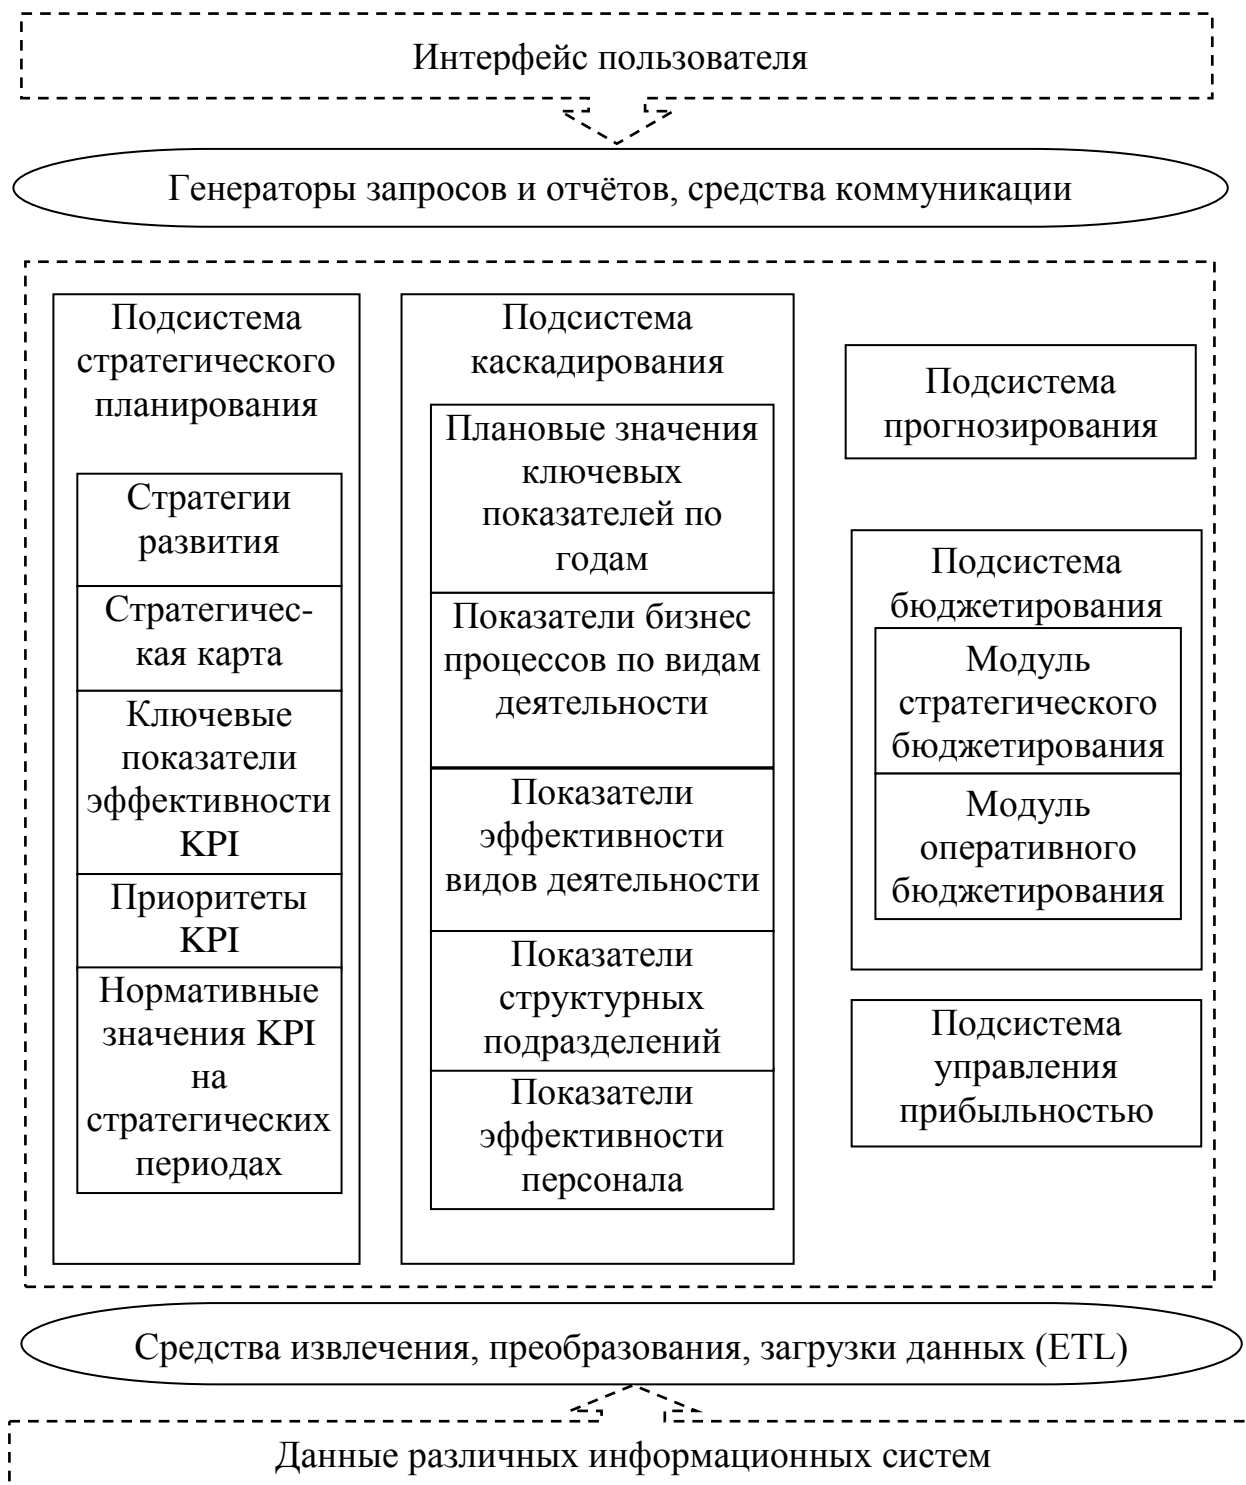 Интерфейс пользователя
Генераторы запросов и отчётов, средства коммуникации
Подсистема
стратегического
планирования
Стратегии
развития
Стратегичес-
кая карта
Ключевые
показатели
эффективности
KPI
Приоритеты
KPI
Нормативные
значения KPI
на
стратегических
периодах
Подсистема
каскадирования
Плановые значения
ключевых
показателей по
годам
Показатели бизнес
процессов по видам
деятельности
Показатели
эффективности
видов деятельности
Показатели
структурных
подразделений
Показатели
эффективности
персонала
Подсистема
прогнозирования
Подсистема
бюджетирования
Модуль
стратегического
бюджетирования
Модуль
оперативного
бюджетирования
Подсистема
управления
прибыльностью
Средства извлечения, преобразования, загрузки данных (ETL)
Данные различных информационных систем